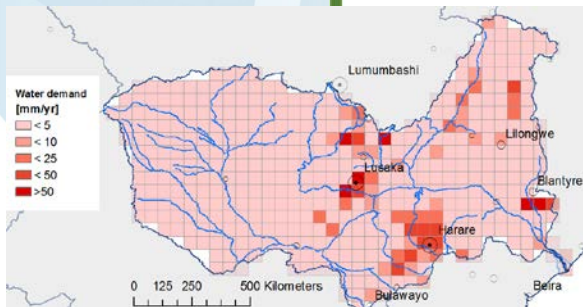 Lumumbashi
Water demand
[mm/yr]
< 5
< 10
< 25
< 50
>50
Lilongwe
Lusaka
Blantyre
Harare
0 125 250 500 Kilometers
Bulawayo
Beira